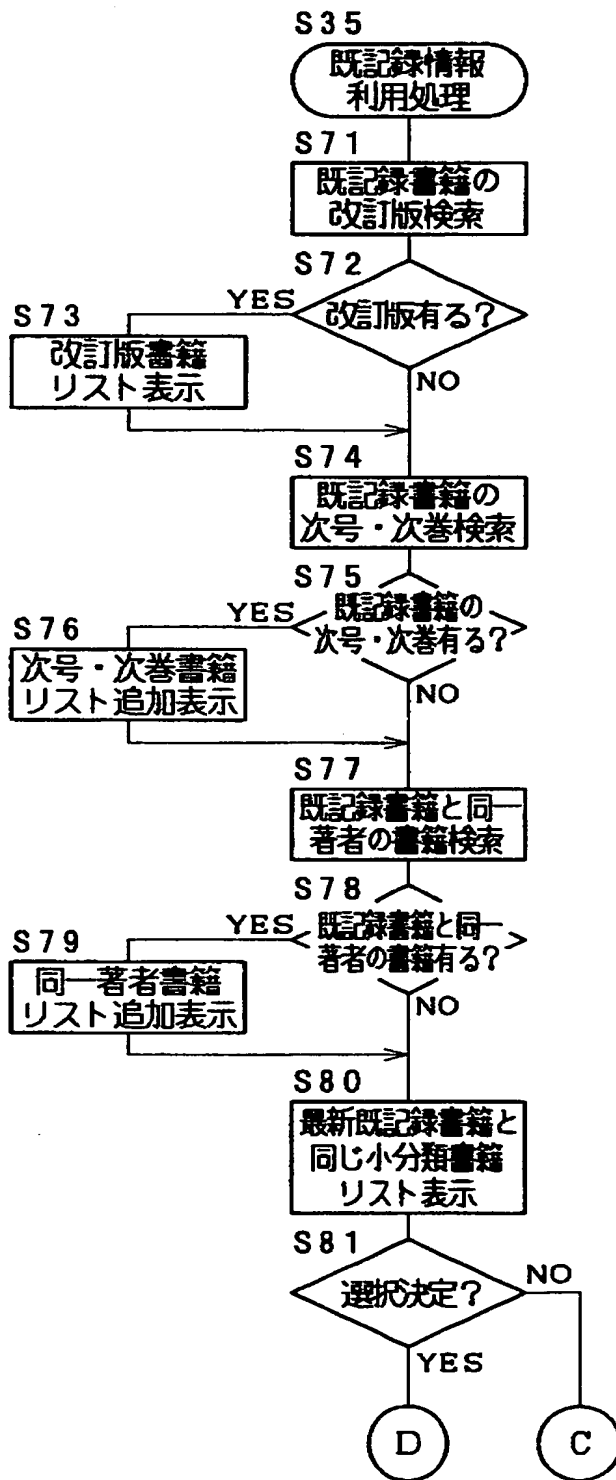 S35
既記録情報
利用処理
S71
既記録書籍の
改訂版検索
S72
改訂版有る?
YES
NO
S73
改訂版書籍
リスト表示
S74
既記録書籍の
次号・次巻検索
S75
既記録書籍の
次号・次巻有る?
YES
NO
S76
次号・次巻書籍
リスト追加表示
S77
既記録書籍と同一
著者の書籍検索
S78
既記録書籍と同一
著者の書籍有る?
YES
NO
S79
同一著者書籍
リスト追加表示
S80
最新既記録書籍と
同じ小分類書籍
リスト表示
S81
選択決定?
NO
YES
D
C